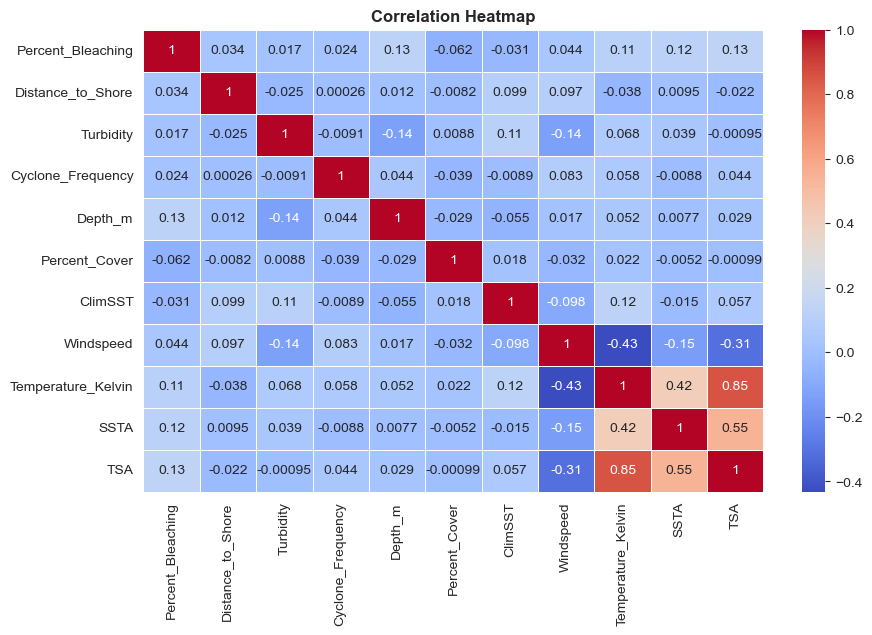 Correlation Heatmap
Percent_Bleaching 1 0.034 0.017 0.024 0.13 -0.062 -0.031 0.044 0.11 0.12 0.13
Distance_to_Shore 0.034 1 -0.025 0.00026 0.012 -0.0082 0.099 0.097 -0.038 0.0095 -0.022
Turbidity 0.017 -0.025 1 -0.0091 -0.14 0.0088 0.11 -0.14 0.068 0.039 -0.00095
Cyclone_Frequency 0.024 0.00026 -0.0091 1 0.044 -0.039 -0.0089 0.083 0.058 -0.0088 0.044
Depth_m 0.13 0.012 -0.14 0.044 1 -0.029 -0.055 0.017 0.052 0.0077 0.029
Percent_Cover -0.062 -0.0082 0.0088 -0.039 -0.029 1 0.018 -0.032 0.022 -0.0052 -0.00099
ClimSST -0.031 0.099 0.11 -0.0089 -0.055 0.018 1 -0.098 0.12 -0.015 0.057
Windspeed 0.044 0.097 -0.14 0.083 0.017 -0.032 -0.098 1 -0.43 -0.15 -0.31
Temperature_Kelvin 0.11 -0.038 0.068 0.058 0.052 0.022 0.12 -0.43 1 0.42 0.85
SSTA 0.12 0.0095 0.039 -0.0088 0.0077 -0.0052 -0.015 -0.15 0.42 1 0.55
TSA 0.13 -0.022 -0.00095 0.044 0.029 -0.00099 0.057 -0.31 0.85 0.55 1
Percent_Bleaching
Distance_to_Shore
Turbidity
Cyclone_Frequency
Depth_m
Percent_Cover
ClimSST
Windspeed
Temperature_Kelvin
SSTA
TSA
1.0
0.8
0.6
0.4
0.2
0.0
−0.2
−0.4